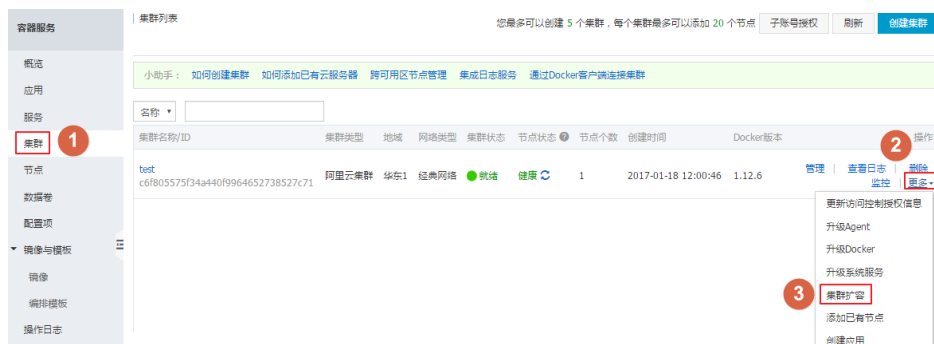 容器服务
概览
应用
服务
集群
1
节点
数据卷
配置项
镜像与模板
镜像
编排模板
操作日志
集群列表
您最多可以创建 5 个集群，每个集群最多可以添加 20 个节点
子账号授权
刷新
创建集群
小助手： 如何创建集群 如何添加已有云服务器 跨可用区节点管理 集成日志服务 通过Docker客户端连接集群
名称
集群名称/ID 集群类型 地域 网络类型 集群状态 节点状态 节点个数 创建时间 Docker版本 操作
2
test
c6f805575f34a440f9964652738527c71
阿里云集群 华东1 经典网络 就绪 健康 1 2017-01-18 12:00:46 1.12.6
管理 | 查看日志 | 删除
监控 | 更多
更新访问控制授权信息
升级Agent
升级Docker
升级系统服务
3
集群扩容
添加已有节点
创建应用